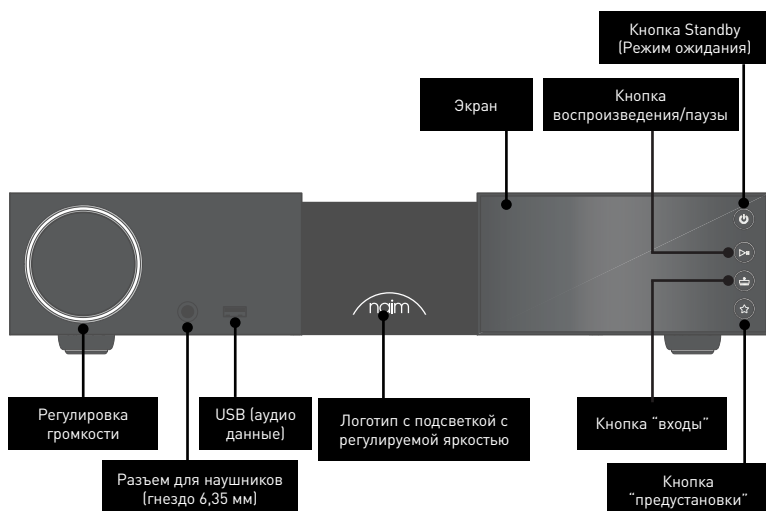 Кнопка Standby
(Режим ожидания)
Экран
Кнопка
воспроизведения/паузы
naim
Регулировка
громкости
USB (аудио
данные)
Логотип с подсветкой с
регулируемой яркостью
Кнопка "входы"
Разъем для наушников
(гнездо 6,35 мм)
Кнопка
"предустановки"